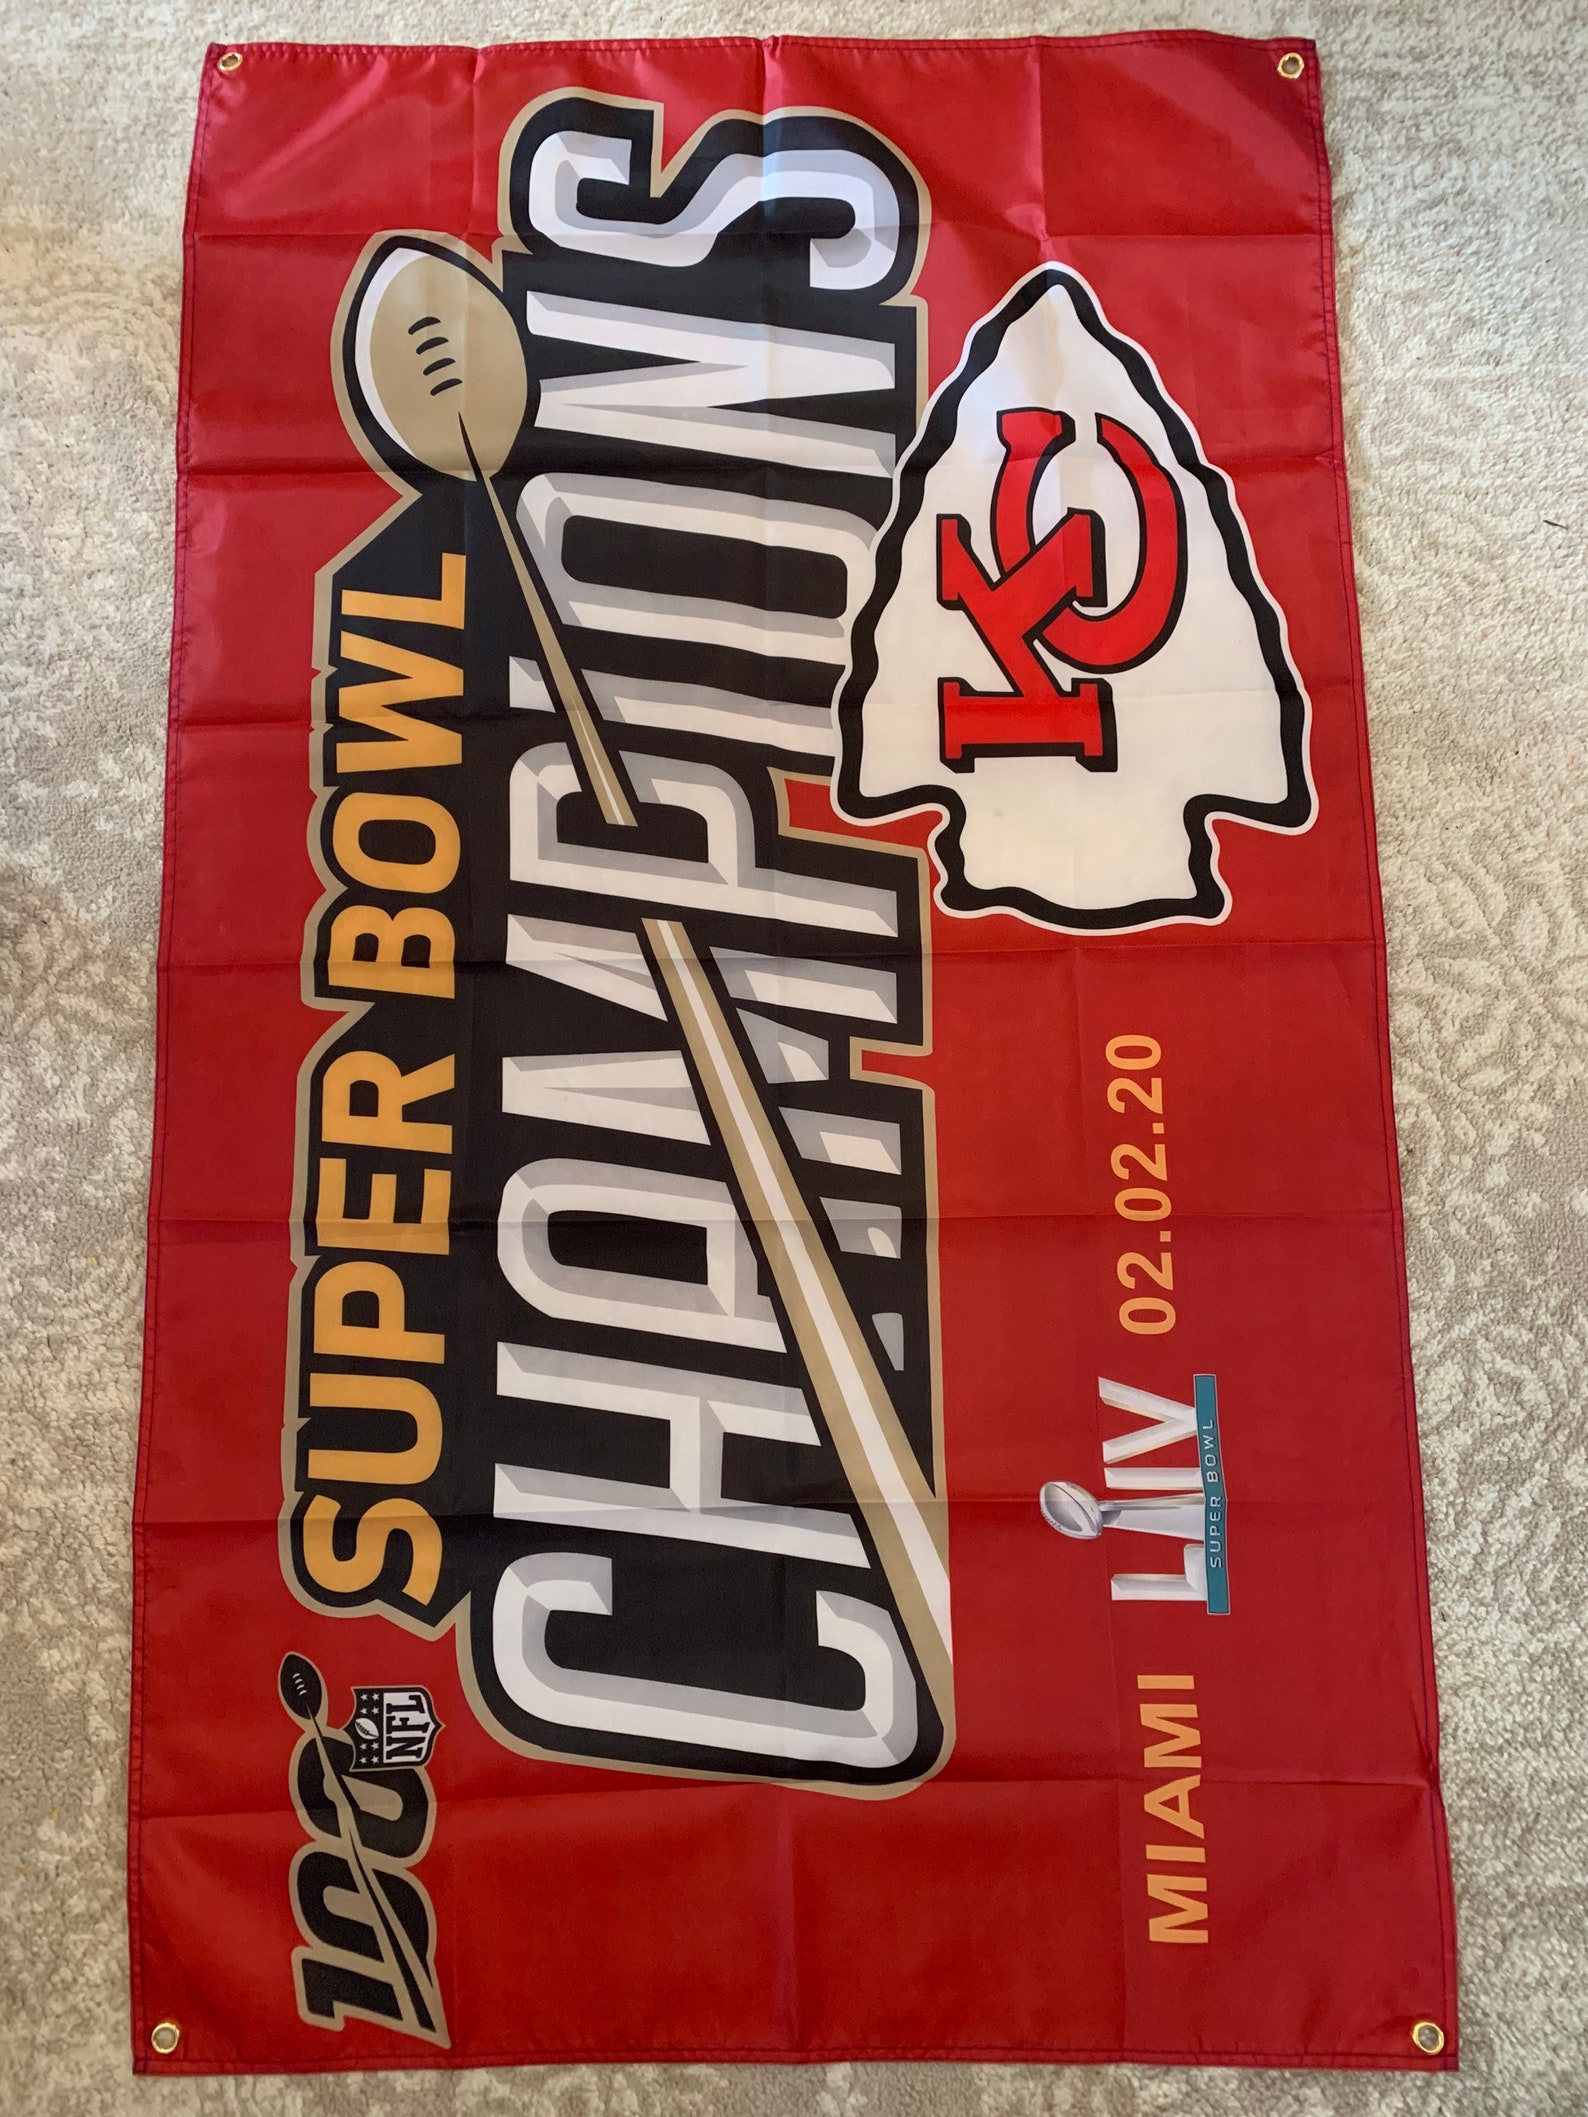 100
NFL
SUPER BOWL
CHAMPIONS
KC
MIAMI
LIV
SUPER BOWL
02.02.20